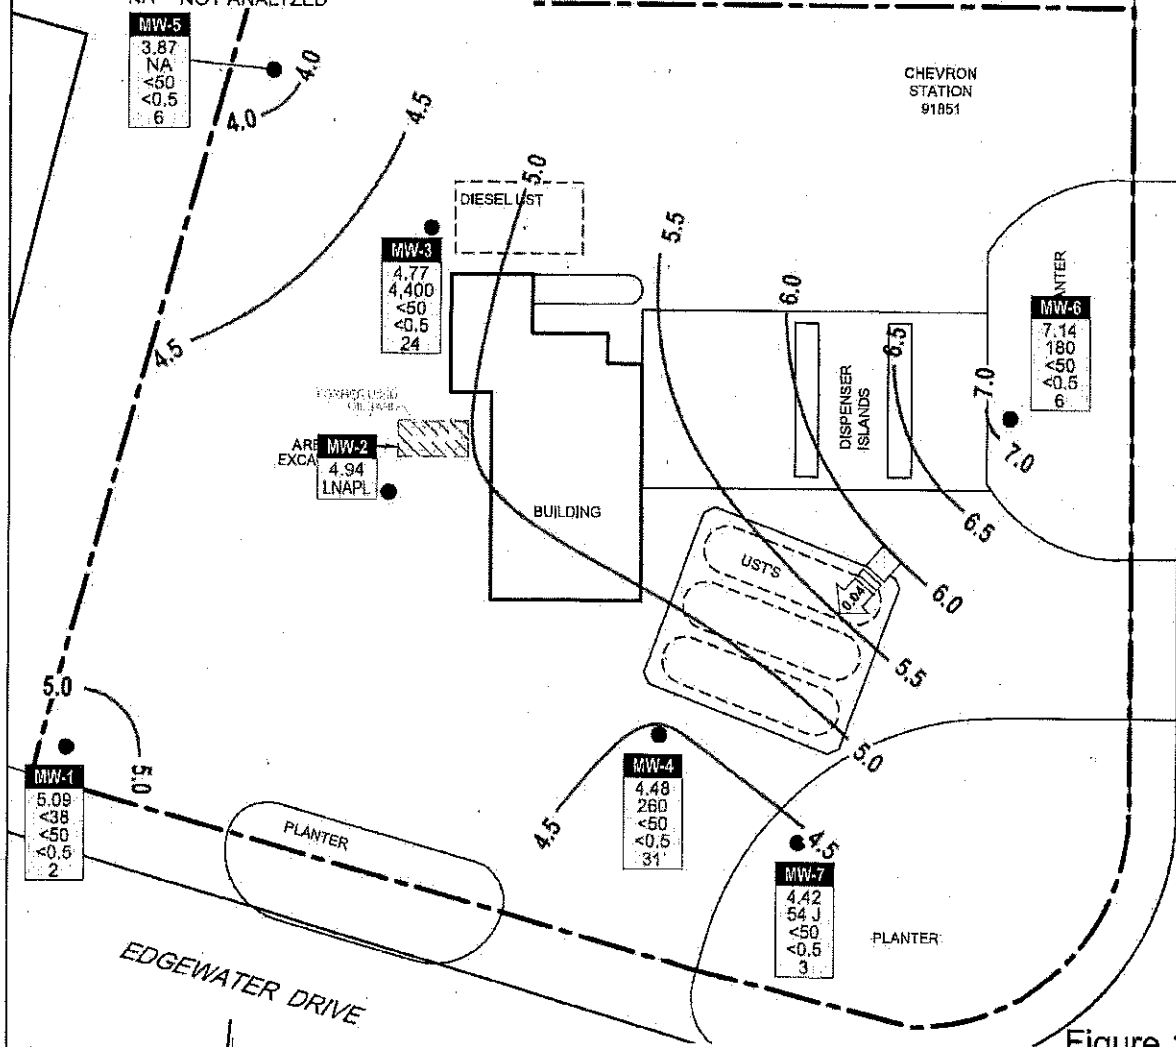 NA NOT ANALYZED
MW-5
3.87
NA
<50
<0.5
6
4.0
4.0
4.5
CHEVRON
STATION
91851
5.0
DIESEL UST
MW-3
4.77
4,400
<50
<0.5
24
5.5
6.0
6.5
PLANTER
MW-6
7.14
180
<50
<0.5
6
4.5
7.0
DISPENSER
ISLANDS
7.0
MW-2
4.94
LNAPL
BUILDING
6.5
UST'S
0.04
6.0
5.5
5.0
5.0
MW-1
5.09
<38
<50
<0.5
2
5.0
MW-4
4.48
260
<50
<0.5
31
4.5
4.5
MW-7
4.42
54 J
<50
<0.5
3
PLANTER
PLANTER
EDGEWATER DRIVE
Figure